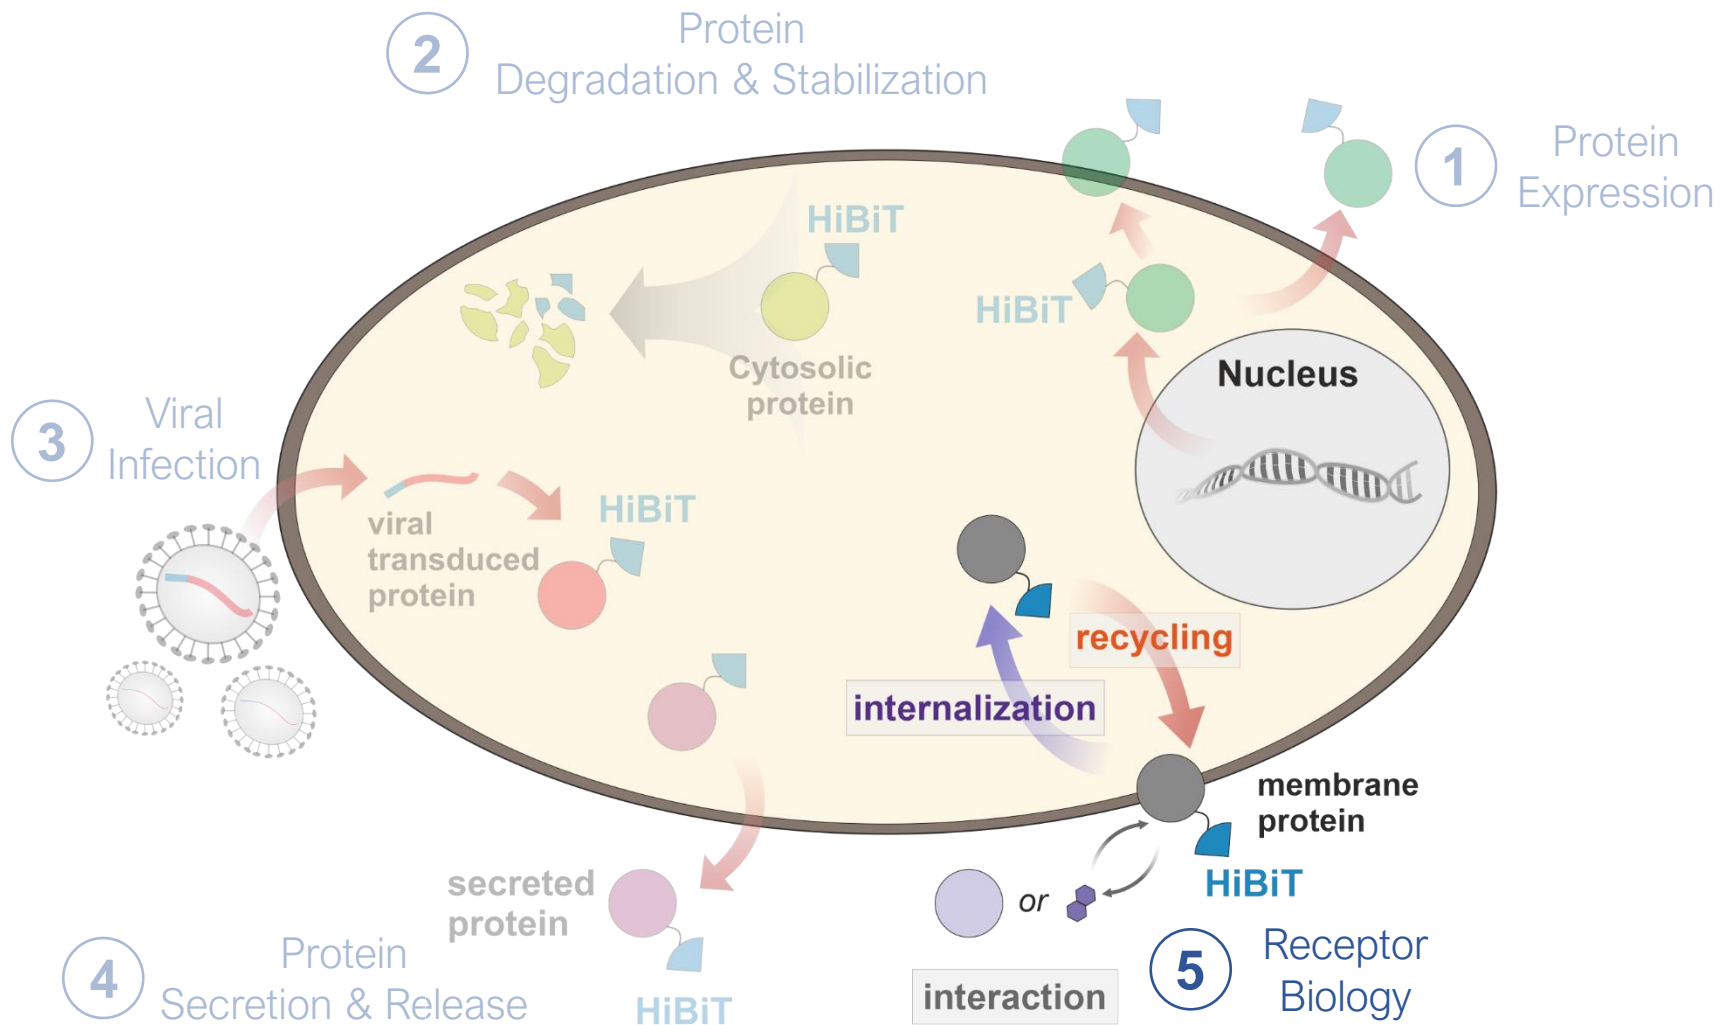 2
Protein
Degradation & Stabilization
1
Protein
Expression
HiBiT
HiBiT
Cytosolic
protein
Nucleus
3
Viral
Infection
viral
transduced
protein
HiBiT
recycling
internalization
membrane
protein
HiBiT
or
interaction
5
Receptor
Biology
secreted
protein
HiBiT
4
Protein
Secretion & Release